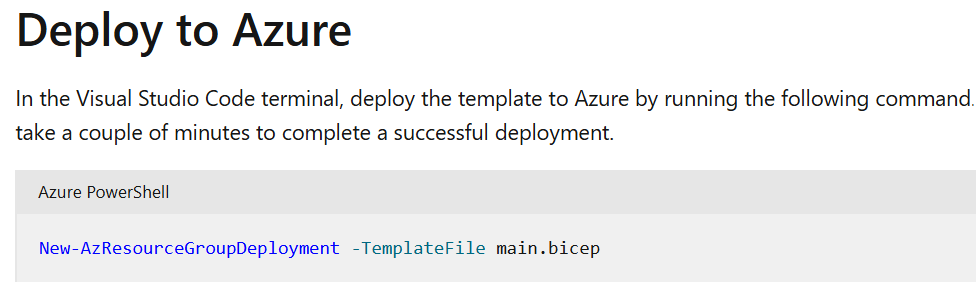 Deploy to Azure
In the Visual Studio Code terminal, deploy the template to Azure by running the following command.
take a couple of minutes to complete a successful deployment.
Azure PowerShell
New-AzResourceGroupDeployment -TemplateFile main.bicep